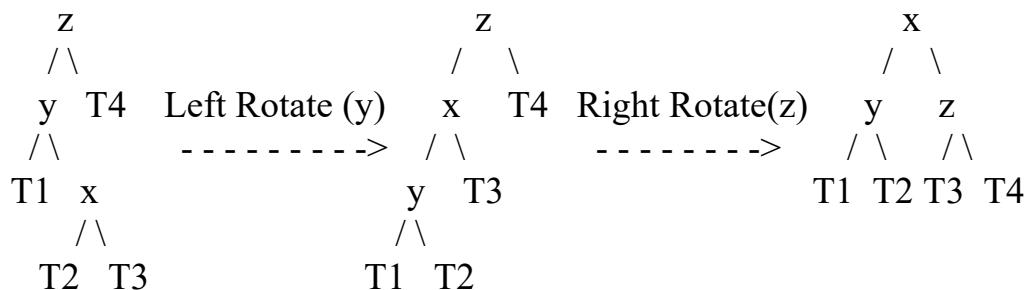 z z x
/ \ / \ / \
y T4 Left Rotate (y) x T4 Right Rotate(z) y z
/ \ - - - - - - - - -> / \ - - - - - - - -> / \ / \
T1 x y T3 T1 T2 T3 T4
/ \ / \
T2 T3 T1 T2